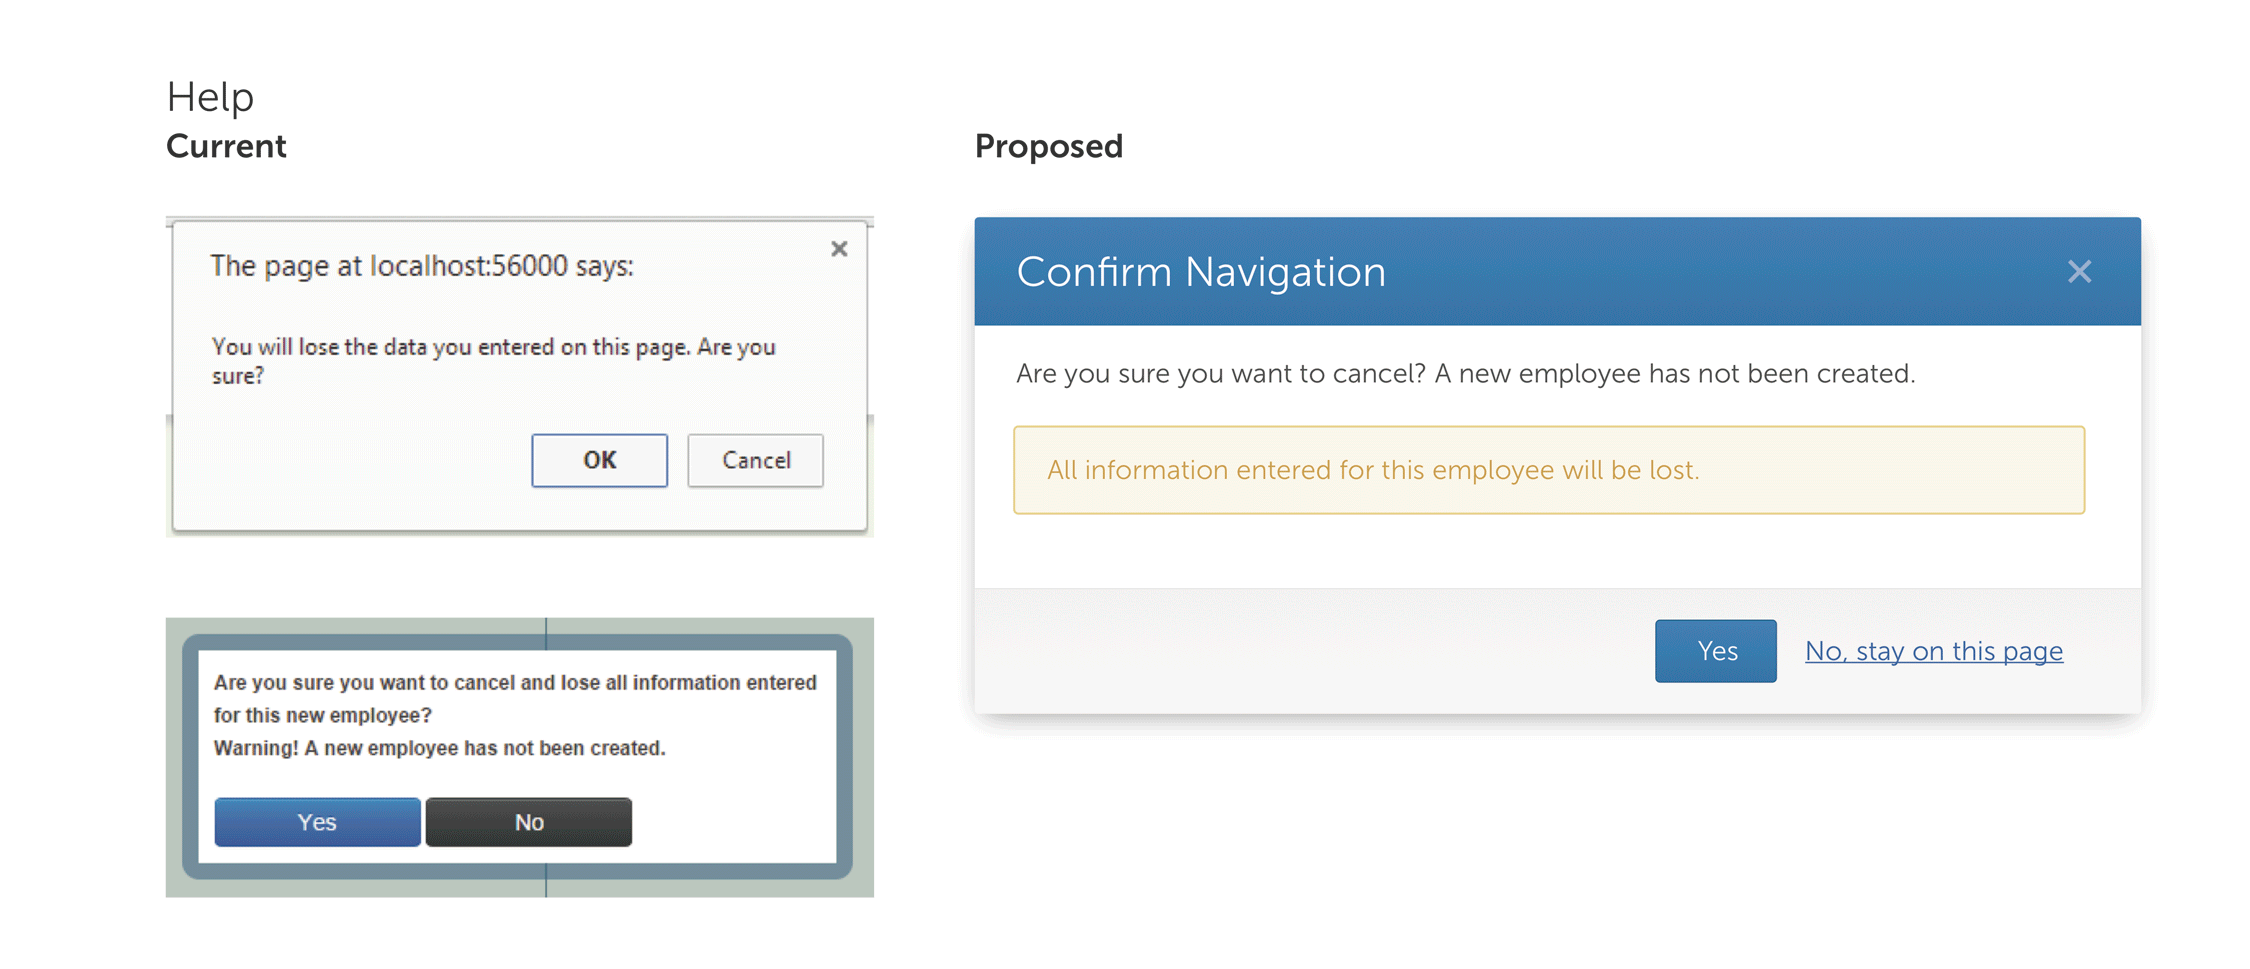 Help
Current
The page at localhost:56000 says:
You will lose the data you entered on this page. Are you
sure?
OK
Cancel
Are you sure you want to cancel and lose all information entered
for this new employee?
Warning! A new employee has not been created.
Yes
No
Proposed
Confirm Navigation
Are you sure you want to cancel? A new employee has not been created.
All information entered for this employee will be lost.
Yes
No, stay on this page